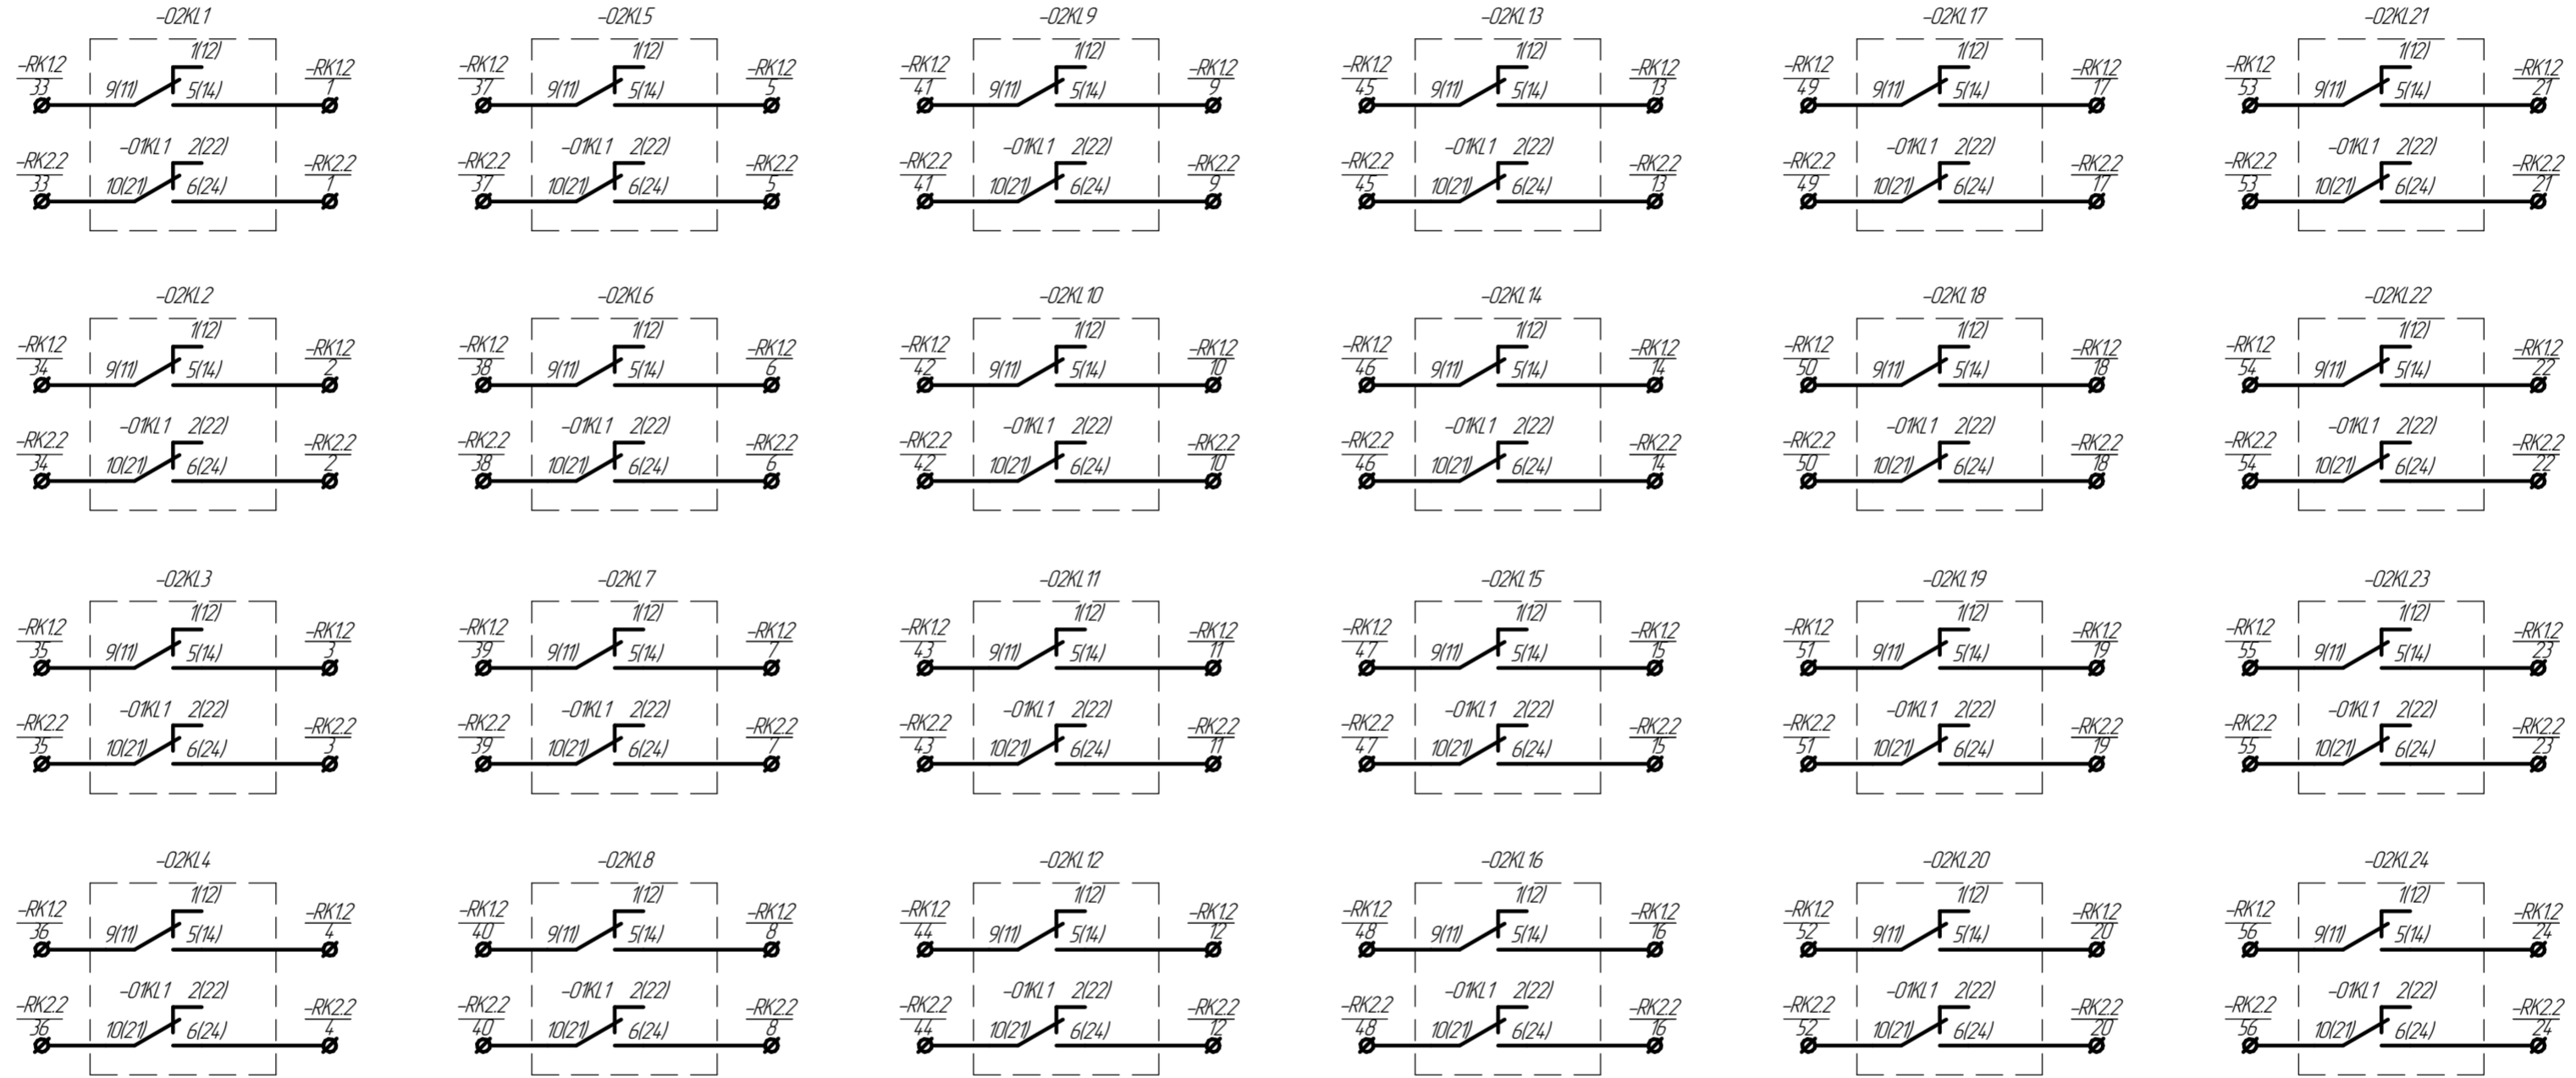 -02KL1 -02KL5 -02KL9 -02KL13 -02KL17 -02KL21
1(12) 1(12) 1(12) 1(12) 1(12) 1(12)
-RK1.2 -RK1.2 -RK1.2 -RK1.2 -RK1.2 -RK1.2 -RK1.2 -RK1.2 -RK1.2 -RK1.2 -RK1.2 -RK1.2
33 9(11) 5(14) 1 37 9(11) 5(14) 5 41 9(11) 5(14) 9 45 9(11) 5(14) 13 49 9(11) 5(14) 17 53 9(11) 5(14) 21
-01KL1 2(22) -01KL1 2(22) -01KL1 2(22) -01KL1 2(22) -01KL1 2(22) -01KL1 2(22)
-RK2.2 -RK2.2 -RK2.2 -RK2.2 -RK2.2 -RK2.2 -RK2.2 -RK2.2 -RK2.2 -RK2.2 -RK2.2 -RK2.2
33 10(21) 6(24) 1 37 10(21) 6(24) 5 41 10(21) 6(24) 9 45 10(21) 6(24) 13 49 10(21) 6(24) 17 53 10(21) 6(24) 21
-02KL2 -02KL6 -02KL10 -02KL14 -02KL18 -02KL22
1(12) 1(12) 1(12) 1(12) 1(12) 1(12)
-RK1.2 -RK1.2 -RK1.2 -RK1.2 -RK1.2 -RK1.2 -RK1.2 -RK1.2 -RK1.2 -RK1.2 -RK1.2 -RK1.2
34 9(11) 5(14) 2 38 9(11) 5(14) 6 42 9(11) 5(14) 10 46 9(11) 5(14) 14 50 9(11) 5(14) 18 54 9(11) 5(14) 22
-01KL1 2(22) -01KL1 2(22) -01KL1 2(22) -01KL1 2(22) -01KL1 2(22) -01KL1 2(22)
-RK2.2 -RK2.2 -RK2.2 -RK2.2 -RK2.2 -RK2.2 -RK2.2 -RK2.2 -RK2.2 -RK2.2 -RK2.2 -RK2.2
34 10(21) 6(24) 2 38 10(21) 6(24) 6 42 10(21) 6(24) 10 46 10(21) 6(24) 14 50 10(21) 6(24) 18 54 10(21) 6(24) 22
-02KL3 -02KL7 -02KL11 -02KL15 -02KL19 -02KL23
1(12) 1(12) 1(12) 1(12) 1(12) 1(12)
-RK1.2 -RK1.2 -RK1.2 -RK1.2 -RK1.2 -RK1.2 -RK1.2 -RK1.2 -RK1.2 -RK1.2 -RK1.2 -RK1.2
35 9(11) 5(14) 3 39 9(11) 5(14) 7 43 9(11) 5(14) 11 47 9(11) 5(14) 15 51 9(11) 5(14) 19 55 9(11) 5(14) 23
-01KL1 2(22) -01KL1 2(22) -01KL1 2(22) -01KL1 2(22) -01KL1 2(22) -01KL1 2(22)
-RK2.2 -RK2.2 -RK2.2 -RK2.2 -RK2.2 -RK2.2 -RK2.2 -RK2.2 -RK2.2 -RK2.2 -RK2.2 -RK2.2
35 10(21) 6(24) 3 39 10(21) 6(24) 7 43 10(21) 6(24) 11 47 10(21) 6(24) 15 51 10(21) 6(24) 19 55 10(21) 6(24) 23
-02KL4 -02KL8 -02KL12 -02KL16 -02KL20 -02KL24
1(12) 1(12) 1(12) 1(12) 1(12) 1(12)
-RK1.2 -RK1.2 -RK1.2 -RK1.2 -RK1.2 -RK1.2 -RK1.2 -RK1.2 -RK1.2 -RK1.2 -RK1.2 -RK1.2
36 9(11) 5(14) 4 40 9(11) 5(14) 8 44 9(11) 5(14) 12 48 9(11) 5(14) 16 52 9(11) 5(14) 20 56 9(11) 5(14) 24
-01KL1 2(22) -01KL1 2(22) -01KL1 2(22) -01KL1 2(22) -01KL1 2(22) -01KL1 2(22)
-RK2.2 -RK2.2 -RK2.2 -RK2.2 -RK2.2 -RK2.2 -RK2.2 -RK2.2 -RK2.2 -RK2.2 -RK2.2 -RK2.2
36 10(21) 6(24) 4 40 10(21) 6(24) 8 44 10(21) 6(24) 12 48 10(21) 6(24) 16 52 10(21) 6(24) 20 56 10(21) 6(24) 24